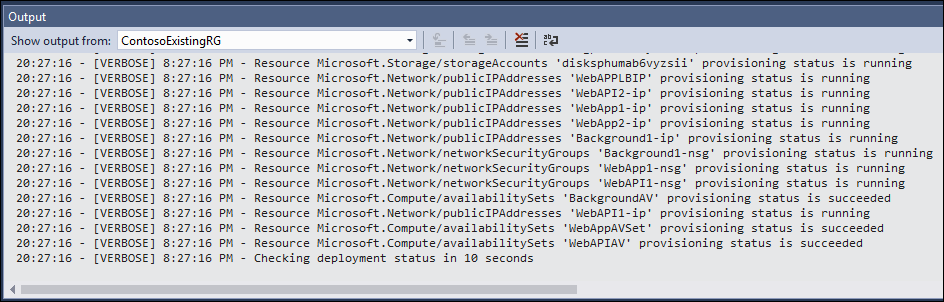 Output
Show output from: ContosoExistingRG
20:27:16 - [VERBOSE] 8:27:16 PM - Resource Microsoft.Storage/storageAccounts 'disksphumab6vyzsii' provisioning status is running
20:27:16 - [VERBOSE] 8:27:16 PM - Resource Microsoft.Network/publicIPAddresses 'WebAPPLBIP' provisioning status is running
20:27:16 - [VERBOSE] 8:27:16 PM - Resource Microsoft.Network/publicIPAddresses 'WebAPI2-ip' provisioning status is running
20:27:16 - [VERBOSE] 8:27:16 PM - Resource Microsoft.Network/publicIPAddresses 'WebApp1-ip' provisioning status is running
20:27:16 - [VERBOSE] 8:27:16 PM - Resource Microsoft.Network/publicIPAddresses 'WebApp2-ip' provisioning status is running
20:27:16 - [VERBOSE] 8:27:16 PM - Resource Microsoft.Network/publicIPAddresses 'Background1-ip' provisioning status is running
20:27:16 - [VERBOSE] 8:27:16 PM - Resource Microsoft.Network/networkSecurityGroups 'Background1-nsg' provisioning status is running
20:27:16 - [VERBOSE] 8:27:16 PM - Resource Microsoft.Network/networkSecurityGroups 'WebApp1-nsg' provisioning status is running
20:27:16 - [VERBOSE] 8:27:16 PM - Resource Microsoft.Network/networkSecurityGroups 'WebAPI1-nsg' provisioning status is running
20:27:16 - [VERBOSE] 8:27:16 PM - Resource Microsoft.Compute/availabilitySets 'BackgroundAV' provisioning status is succeeded
20:27:16 - [VERBOSE] 8:27:16 PM - Resource Microsoft.Network/publicIPAddresses 'WebAPI1-ip' provisioning status is running
20:27:16 - [VERBOSE] 8:27:16 PM - Resource Microsoft.Compute/availabilitySets 'WebAppAVSet' provisioning status is succeeded
20:27:16 - [VERBOSE] 8:27:16 PM - Resource Microsoft.Compute/availabilitySets 'WebAPIAV' provisioning status is succeeded
20:27:16 - [VERBOSE] 8:27:16 PM - Checking deployment status in 10 seconds